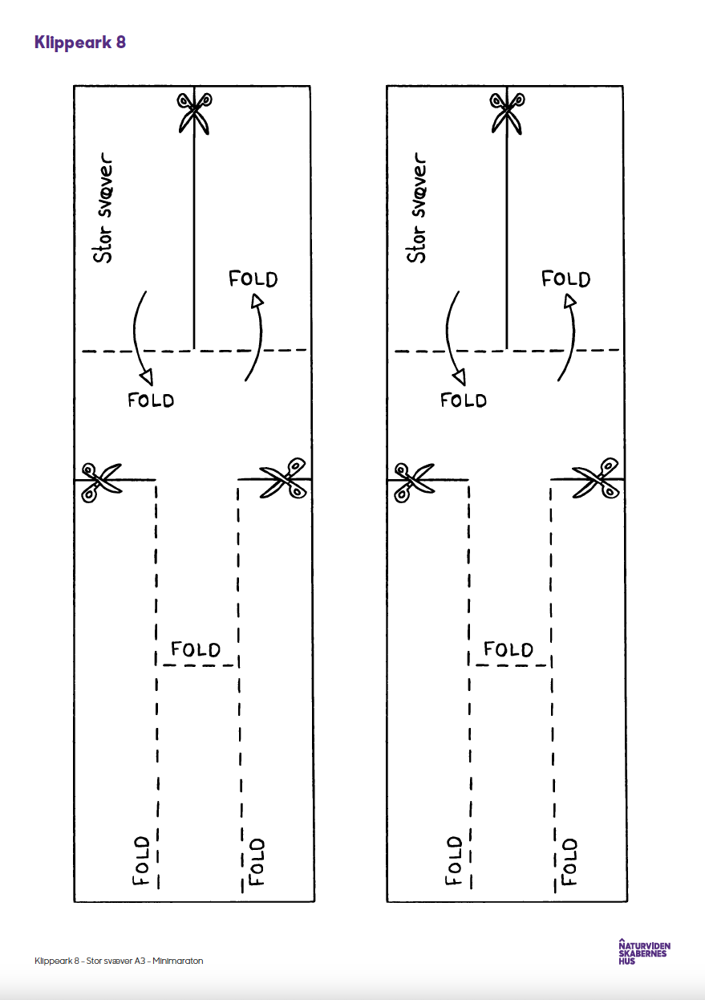 Klippeark 8
Stor svæver
FOLD
FOLD
FOLD
FOLD
FOLD
Stor svæver
FOLD
FOLD
FOLD
FOLD
FOLD
Klippeark 8 – Stor svæver A3 – Minimaraton
NATURVIDEN
SKABERNES
HUS